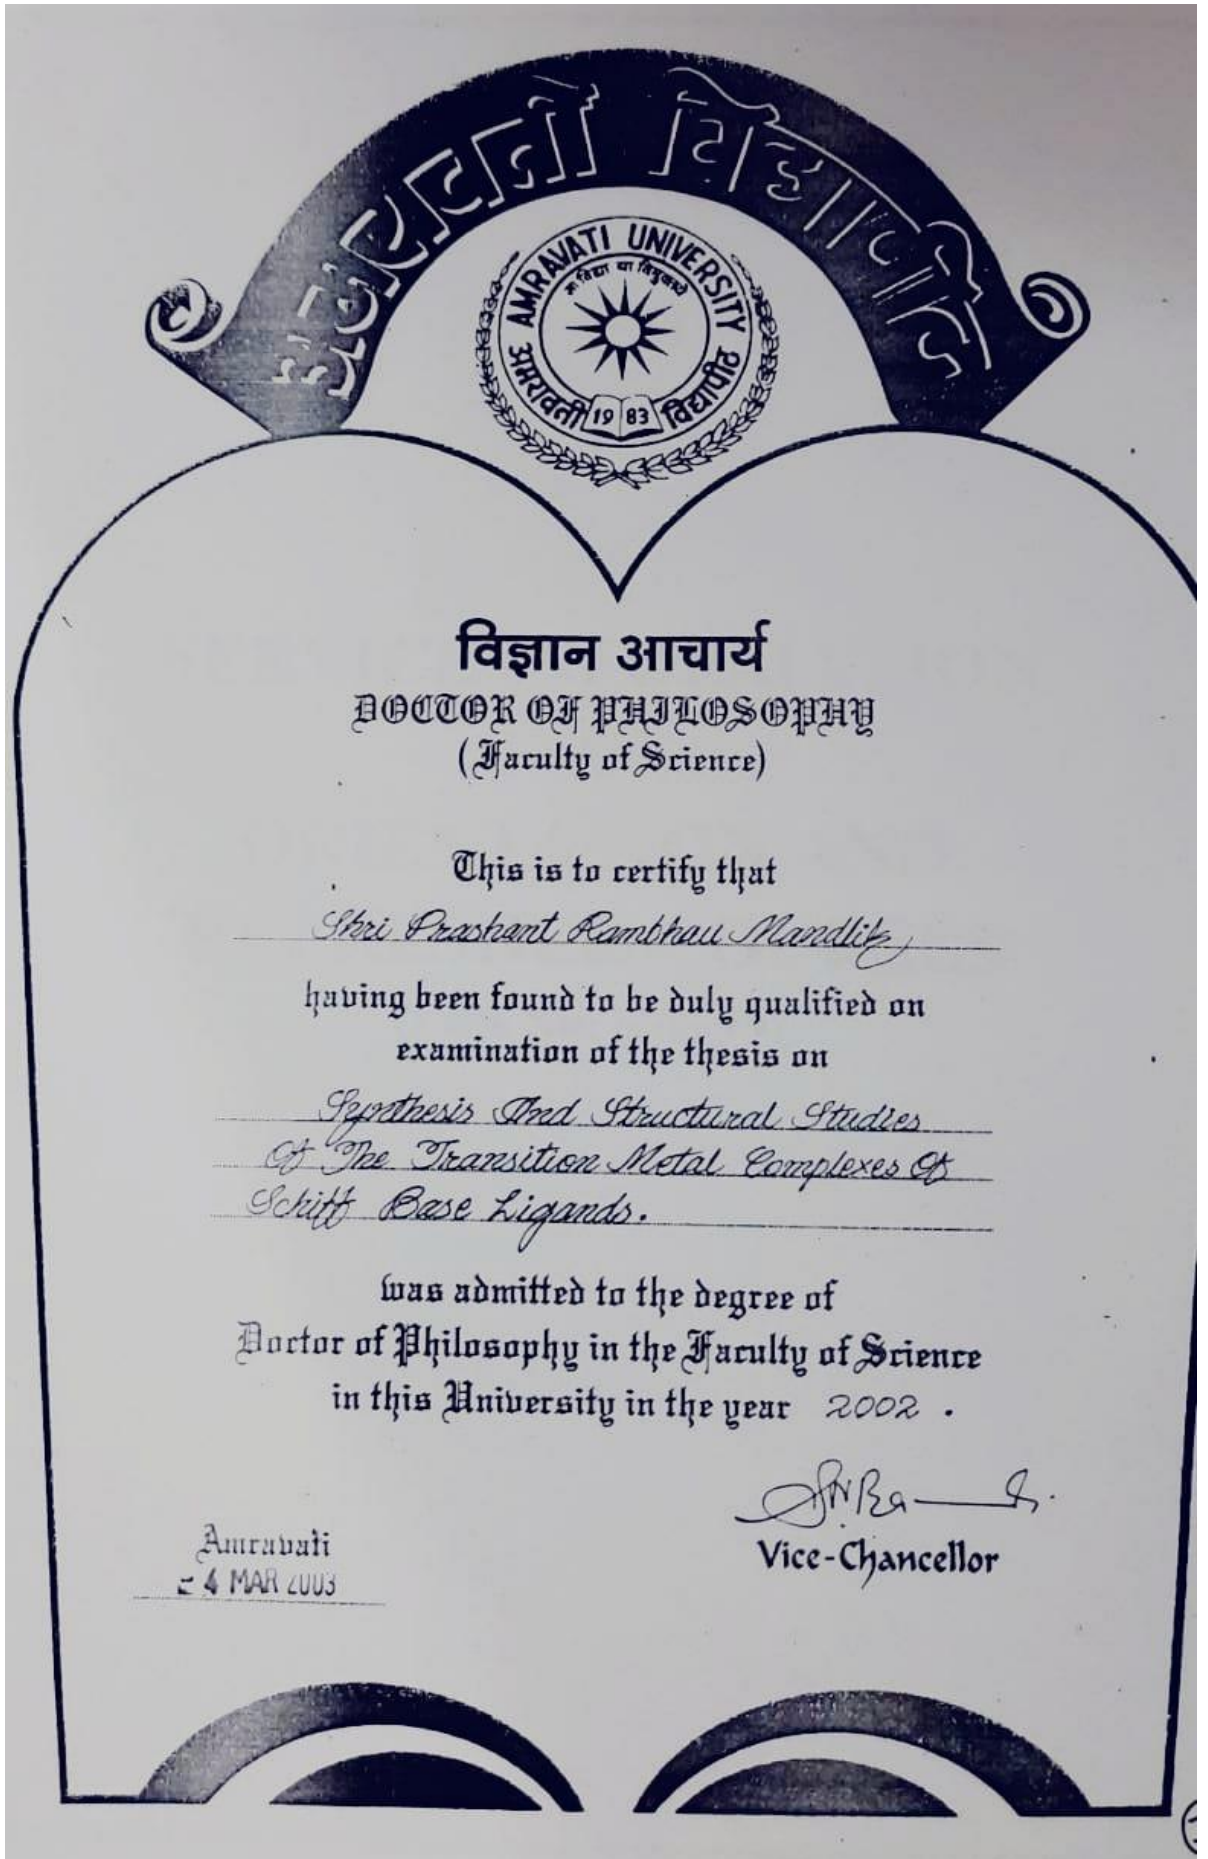 अमरावती विद्यापीठ
AMRAVATI UNIVERSITY
सा विद्या या विमुक्तये
अमरावती विद्यापीठ
19 83
विज्ञान आचार्य
DOCTOR OF PHILOSOPHY
(Faculty of Science)
This is to certify that
Shri Prashant Rambhau Mandlik
having been found to be duly qualified on
examination of the thesis on
Synthesis And Structural Studies
Of The Transition Metal Complexes Of
Schiff Base Ligands.
was admitted to the degree of
Doctor of Philosophy in the Faculty of Science
in this University in the year 2002 .
Vice-Chancellor
Amravati
- 4 MAR 2003